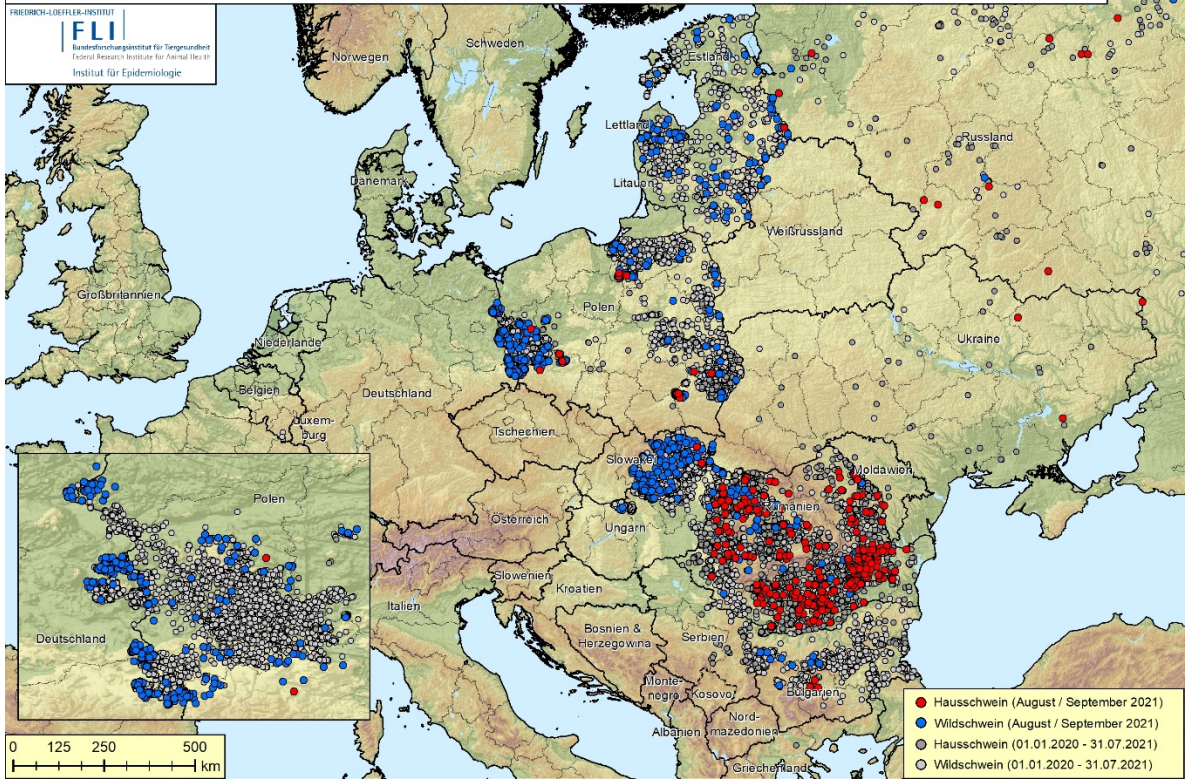 FRIEDRICH-LOEFFLER-INSTITUT
FLI
Bundesforschungsinstitut für Tiergesundheit
Federal Research Institute for Animal Health
Institut für Epidemiologie
Norwegen
Schweden
Estland
Lettland
Russland
Dänemark
Litauen
Weißrussland
Großbritannien
Polen
Niederlande
Ukraine
Belgien
Deutschland
Luxem-
burg
Tschechien
Slowakei
Moldawien
Rumänien
Österreich
Ungarn
Slowenien
Kroatien
Italien
Bosnien &
Herzegowina
Serbien
Monte-
negro
Kosovo
Bulgarien
Nord-
mazedonien
Albanien
Griechenland
Polen
Deutschland
0 125 250 500
km
Hausschwein (August / September 2021)
Wildschwein (August / September 2021)
Hausschwein (01.01.2020 - 31.07.2021)
Wildschwein (01.01.2020 - 31.07.2021)